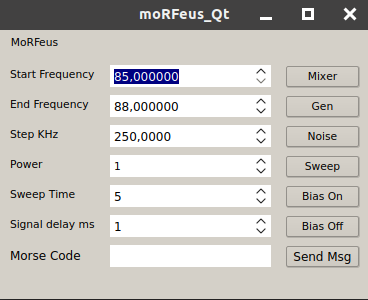 moRFeus_Qt
MoRFeus
Start Frequency 85,000000 Mixer
End Frequency 88,000000 Gen
Step KHz 250,0000 Noise
Power 1 Sweep
Sweep Time 5 Bias On
Signal delay ms 1 Bias Off
Morse Code Send Msg